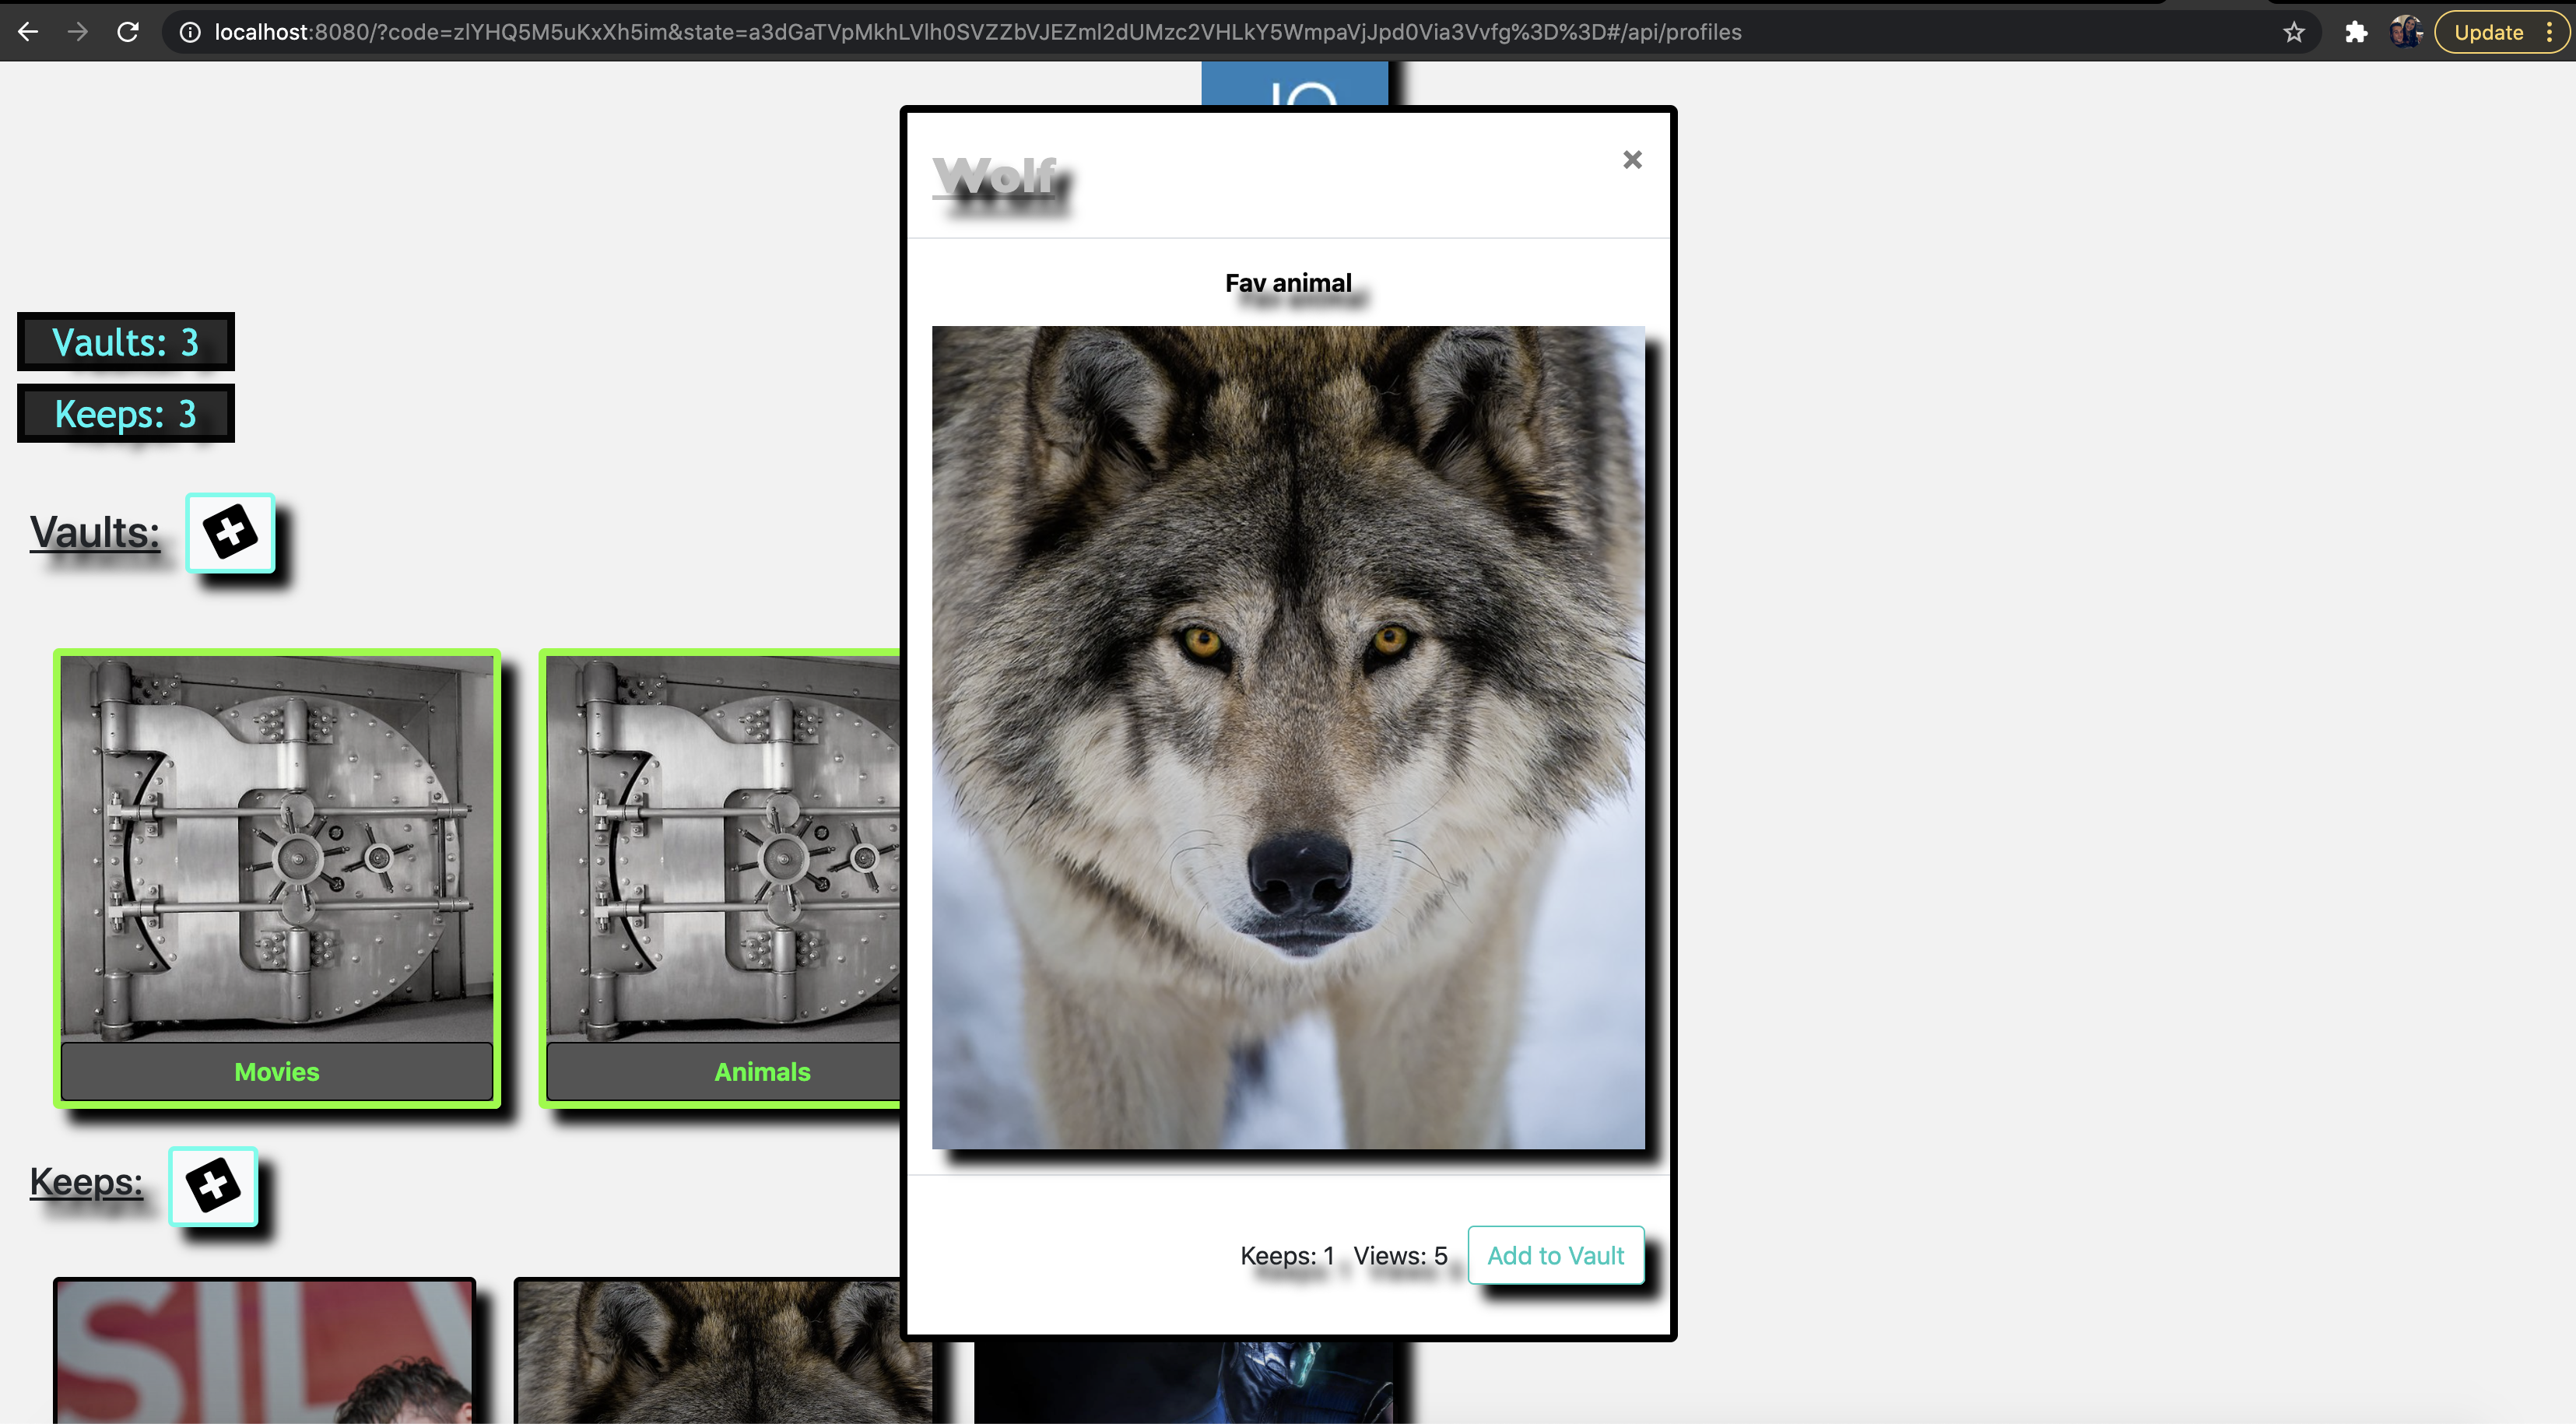 localhost:8080/?code=zlYHQ5M5uKxXh5im&state=a3dGaTVpMkhLVlh0SVZZbVJEZml2dUMzc2VHLkY5WmpaVjJpd0Via3Vvfg%3D%3D#/api/profiles
Update
Wolf
×
Fav animal
Vaults: 3
Keeps: 3
Vaults:
Movies
Animals
Keeps:
Keeps: 1 Views: 5 Add to Vault